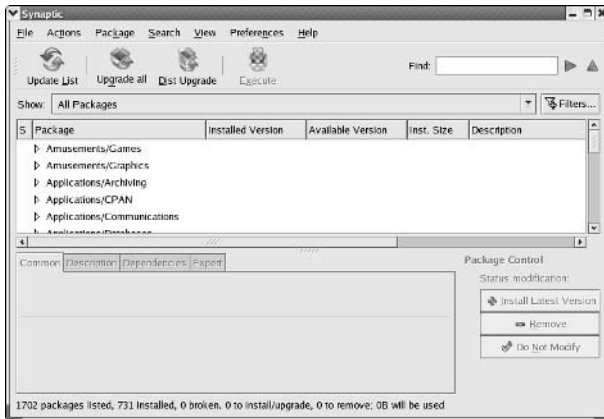 Synaptic
File Actions Package Search View Preferences Help
Update List Upgrade all Dist Upgrade Execute Find:
Show: All Packages Filters...
S Package Installed Version Available Version Inst. Size Description
Amusements/Games
Amusements/Graphics
Applications/Archiving
Applications/CPAN
Applications/Communications
Applications/Databases
Common Description Dependencies Expert Package Control
Status modification:
Install Latest Version
Remove
Do Not Modify
1702 packages listed, 731 installed, 0 broken. 0 to install/upgrade, 0 to remove; 0B will be used